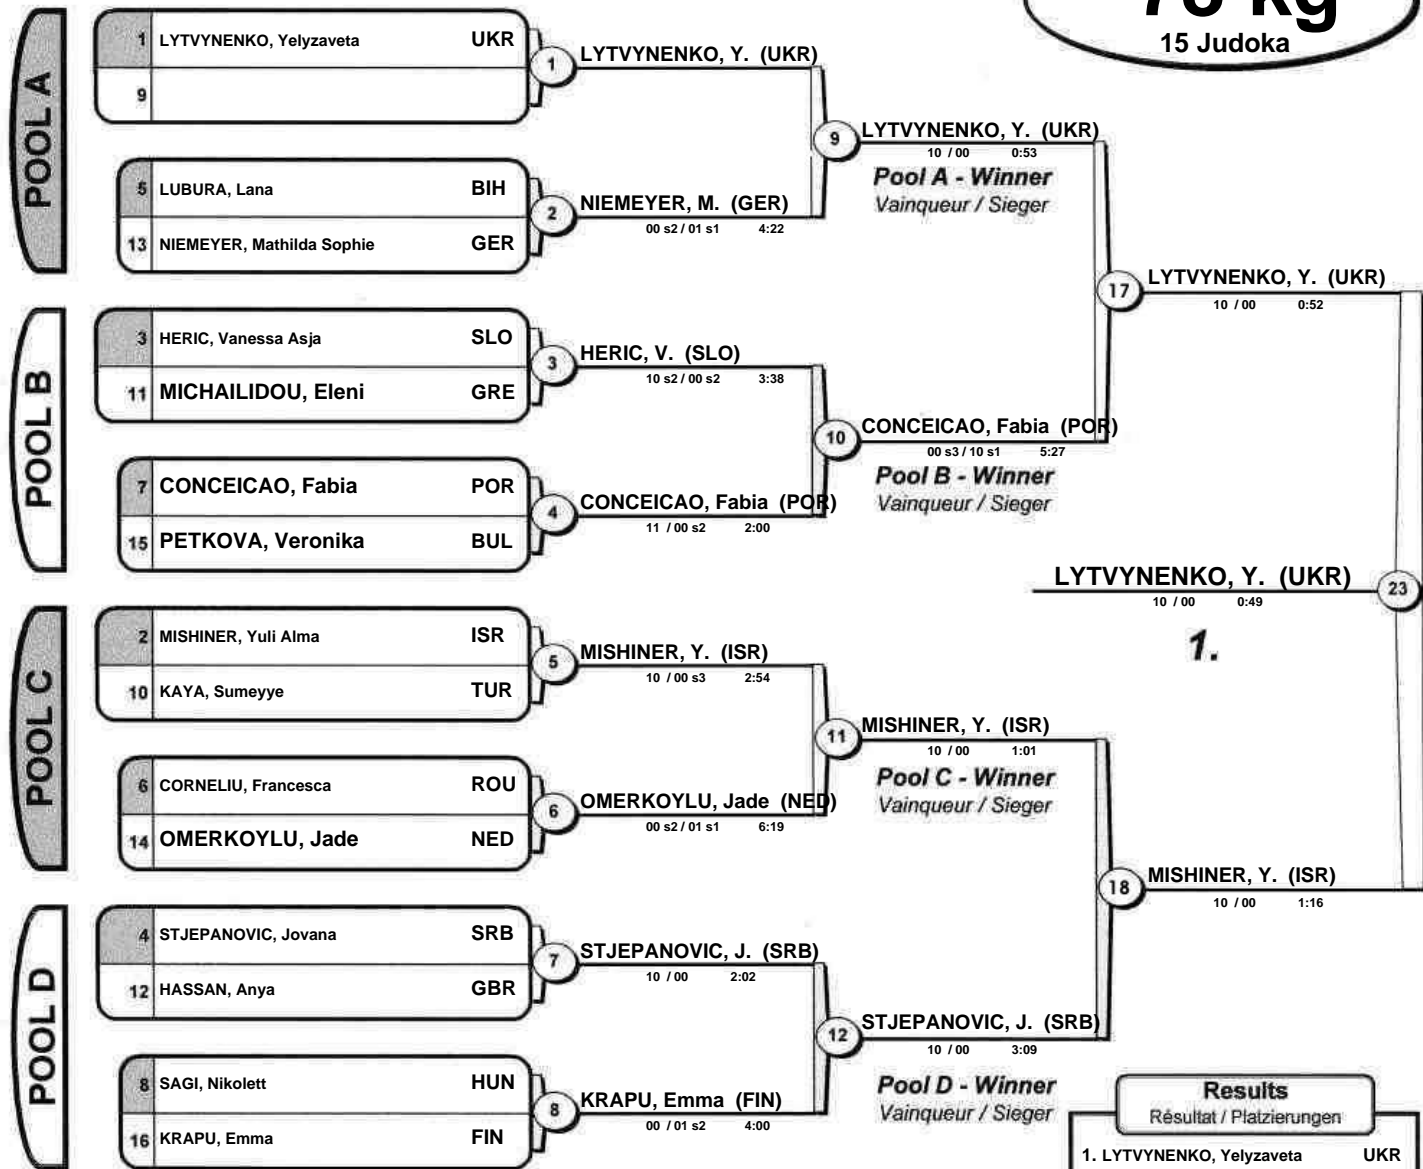 78 kg
15 Judoka
POOL A
1 LYTVYNENKO, Yelyzaveta UKR
9
1
LYTVYNENKO, Y. (UKR)
5 LUBURA, Lana BIH
13 NIEMEYER, Mathilda Sophie GER
2
NIEMEYER, M. (GER)
00 s2 / 01 s1 4:22
9
LYTVYNENKO, Y. (UKR)
10 / 00 0:53
Pool A - Winner
Vainqueur / Sieger
POOL B
3 HERIC, Vanessa Asja SLO
11 MICHAILIDOU, Eleni GRE
3
HERIC, V. (SLO)
10 s2 / 00 s2 3:38
7 CONCEICAO, Fabia POR
15 PETKOVA, Veronika BUL
4
CONCEICAO, Fabia (POR)
11 / 00 s2 2:00
10
CONCEICAO, Fabia (POR)
00 s3 / 10 s1 5:27
Pool B - Winner
Vainqueur / Sieger
17
LYTVYNENKO, Y. (UKR)
10 / 00 0:52
POOL C
2 MISHINER, Yuli Alma ISR
10 KAYA, Sumeyye TUR
5
MISHINER, Y. (ISR)
10 / 00 s3 2:54
6 CORNELIU, Francesca ROU
14 OMERKOYLU, Jade NED
6
OMERKOYLU, Jade (NED)
00 s2 / 01 s1 6:19
11
MISHINER, Y. (ISR)
10 / 00 1:01
Pool C - Winner
Vainqueur / Sieger
POOL D
4 STJEPANOVIC, Jovana SRB
12 HASSAN, Anya GBR
7
STJEPANOVIC, J. (SRB)
10 / 00 2:02
8 SAGI, Nikolett HUN
16 KRAPU, Emma FIN
8
KRAPU, Emma (FIN)
00 / 01 s2 4:00
12
STJEPANOVIC, J. (SRB)
10 / 00 3:09
Pool D - Winner
Vainqueur / Sieger
18
MISHINER, Y. (ISR)
10 / 00 1:16
LYTVYNENKO, Y. (UKR)
10 / 00 0:49
23
1.
Results
Résultat / Platzierungen
1. LYTVYNENKO, Yelyzaveta UKR